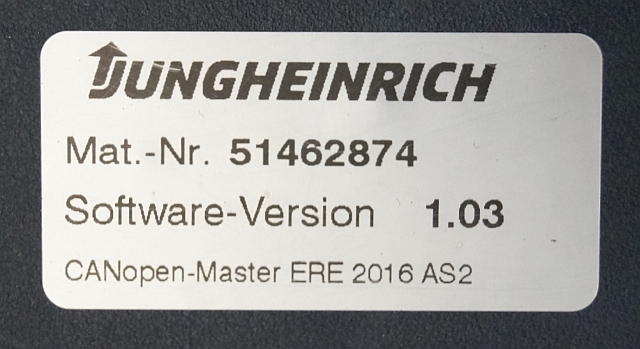 JUNGHEINRICH
Mat.-Nr. 51462874
Software-Version 1.03
CANopen-Master ERE 2016 AS2